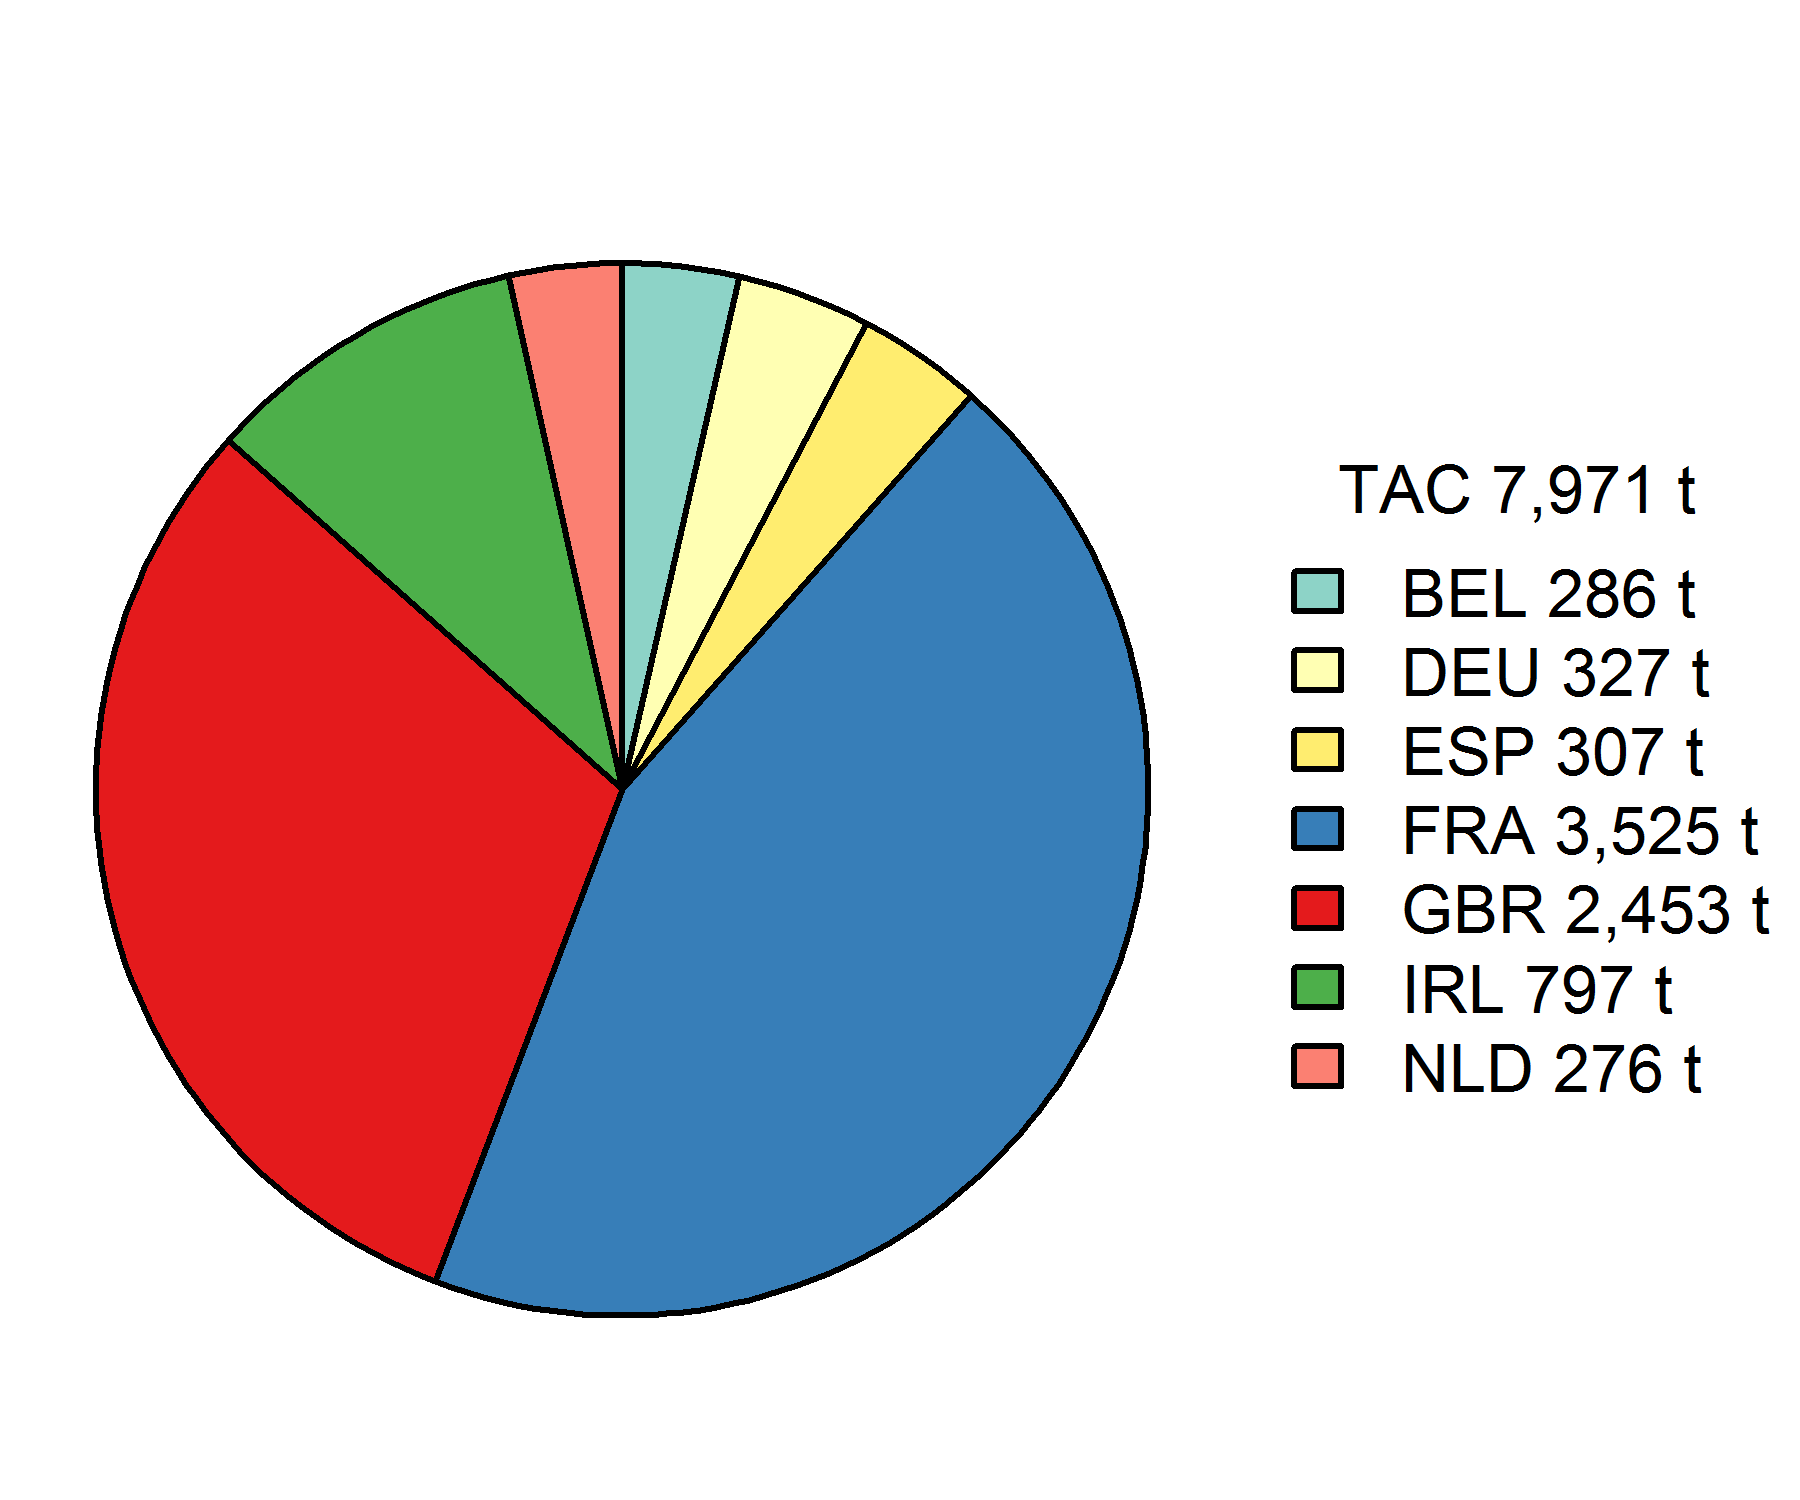 TAC 7,971 t
BEL 286 t
DEU 327 t
ESP 307 t
FRA 3,525 t
GBR 2,453 t
IRL 797 t
NLD 276 t